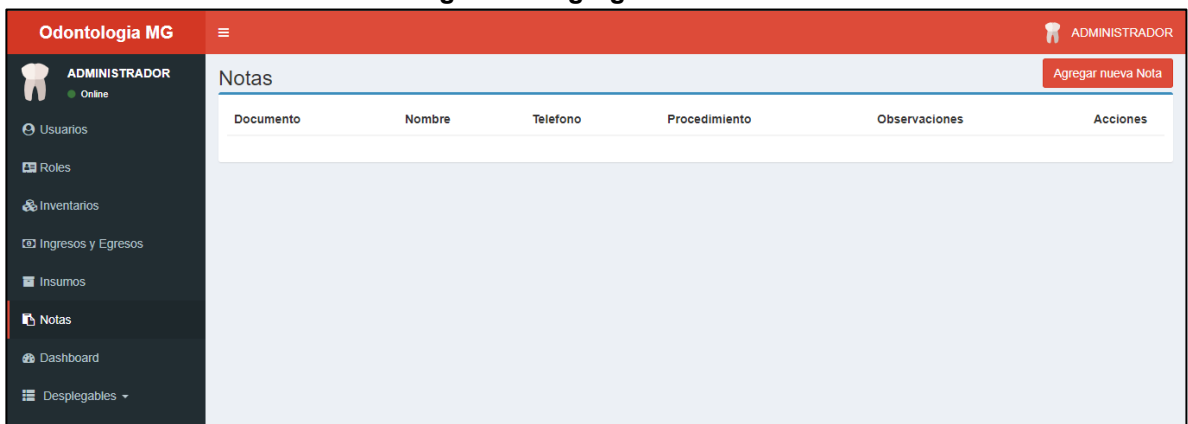 Odontologia MG
ADMINISTRADOR
ADMINISTRADOR
Online
Notas
Agregar nueva Nota
Documento Nombre Telefono Procedimiento Observaciones Acciones
Usuarios
Roles
Inventarios
Ingresos y Egresos
Insumos
Notas
Dashboard
Desplegables